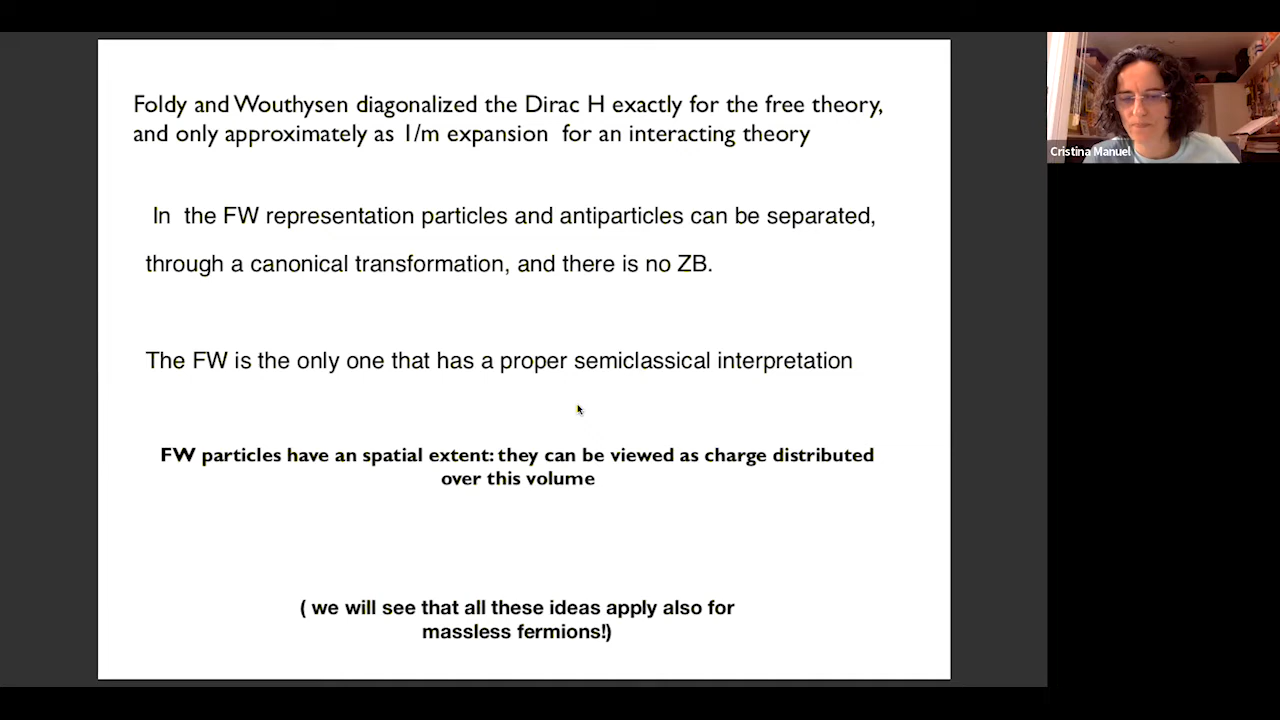 Foldy and Wouthysen diagonalized the Dirac H exactly for the free theory,
and only approximately as 1/m expansion for an interacting theory
In the FW representation particles and antiparticles can be separated,
through a canonical transformation, and there is no ZB.
The FW is the only one that has a proper semiclassical interpretation
FW particles have an spatial extent: they can be viewed as charge distributed
over this volume
( we will see that all these ideas apply also for
massless fermions!)
Cristina Manuel